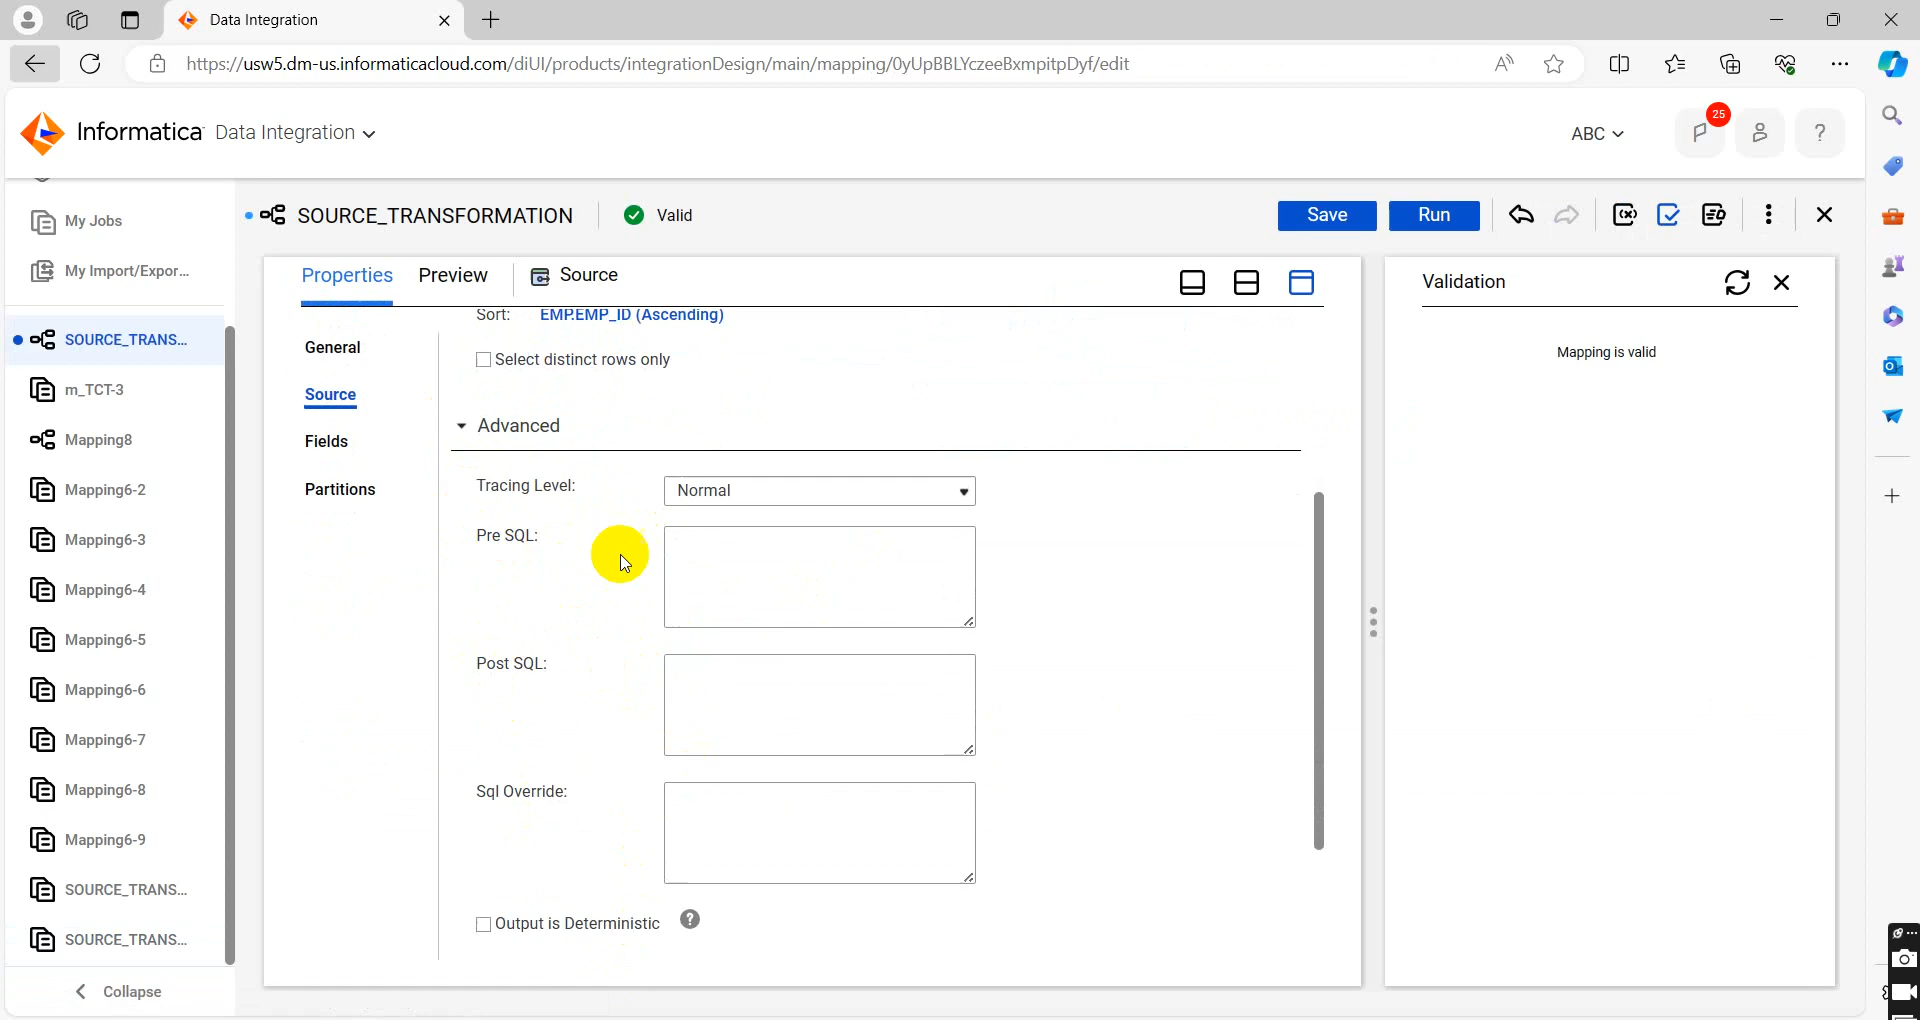 Data Integration
https://usw5.dm-us.informaticacloud.com/diUI/products/integrationDesign/main/mapping/0yUpBBLYczeeBxmpitpDyf/edit
Informatica Data Integration
ABC
25
?
My Jobs
My Import/Expor...
SOURCE_TRANS...
m_TCT-3
Mapping8
Mapping6-2
Mapping6-3
Mapping6-4
Mapping6-5
Mapping6-6
Mapping6-7
Mapping6-8
Mapping6-9
SOURCE_TRANS...
SOURCE_TRANS...
Collapse
SOURCE_TRANSFORMATION
Valid
Save
Run
Properties
Preview
Source
General
Source
Fields
Partitions
Sort: EMP.EMP_ID (Ascending)
Select distinct rows only
Advanced
Tracing Level: Normal
Pre SQL:
Post SQL:
Sql Override:
Output is Deterministic ?
Validation
Mapping is valid